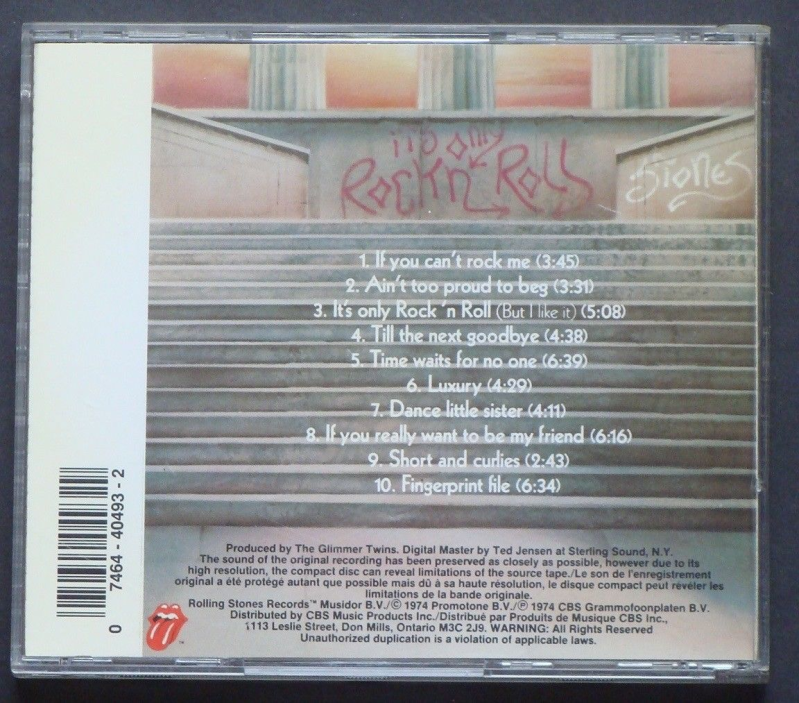 it's only
Rock'n Roll
Stones
1. If you can't rock me (3:45)
2. Ain't too proud to beg (3:31)
3. It's only Rock 'n Roll (But I like it) (5:08)
4. Till the next goodbye (4:38)
5. Time waits for no one (6:39)
6. Luxury (4:29)
7. Dance little sister (4:11)
8. If you really want to be my friend (6:16)
9. Short and curlies (2:43)
10. Fingerprint file (6:34)
Produced by The Glimmer Twins. Digital Master by Ted Jensen at Sterling Sound, N.Y.
The sound of the original recording has been preserved as closely as possible, however due to its
high resolution, the compact disc can reveal limitations of the source tape./Le son de l'enregistrement
original a été protégé autant que possible mais dû à sa haute résolution, le disque compact peut révéler les
limitations de la bande originale.
Rolling Stones Records™ Musidor B.V./© 1974 Promotone B.V./℗ 1974 CBS Grammofoonplaten B.V.
Distributed by CBS Music Products Inc./Distribué par Produits de Musique CBS Inc.,
1113 Leslie Street, Don Mills, Ontario M3C 2J9. WARNING: All Rights Reserved
Unauthorized duplication is a violation of applicable laws.
0 7464 - 40493 - 2
TM